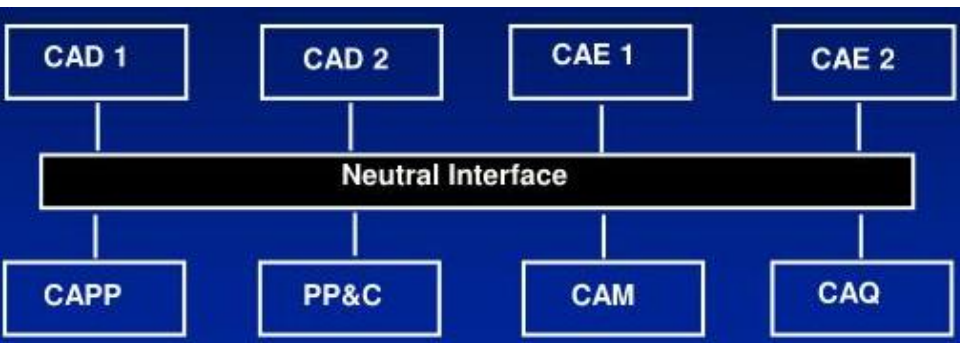 CAD 1
CAD 2
CAE 1
CAE 2
Neutral Interface
CAPP
PP&C
CAM
CAQ